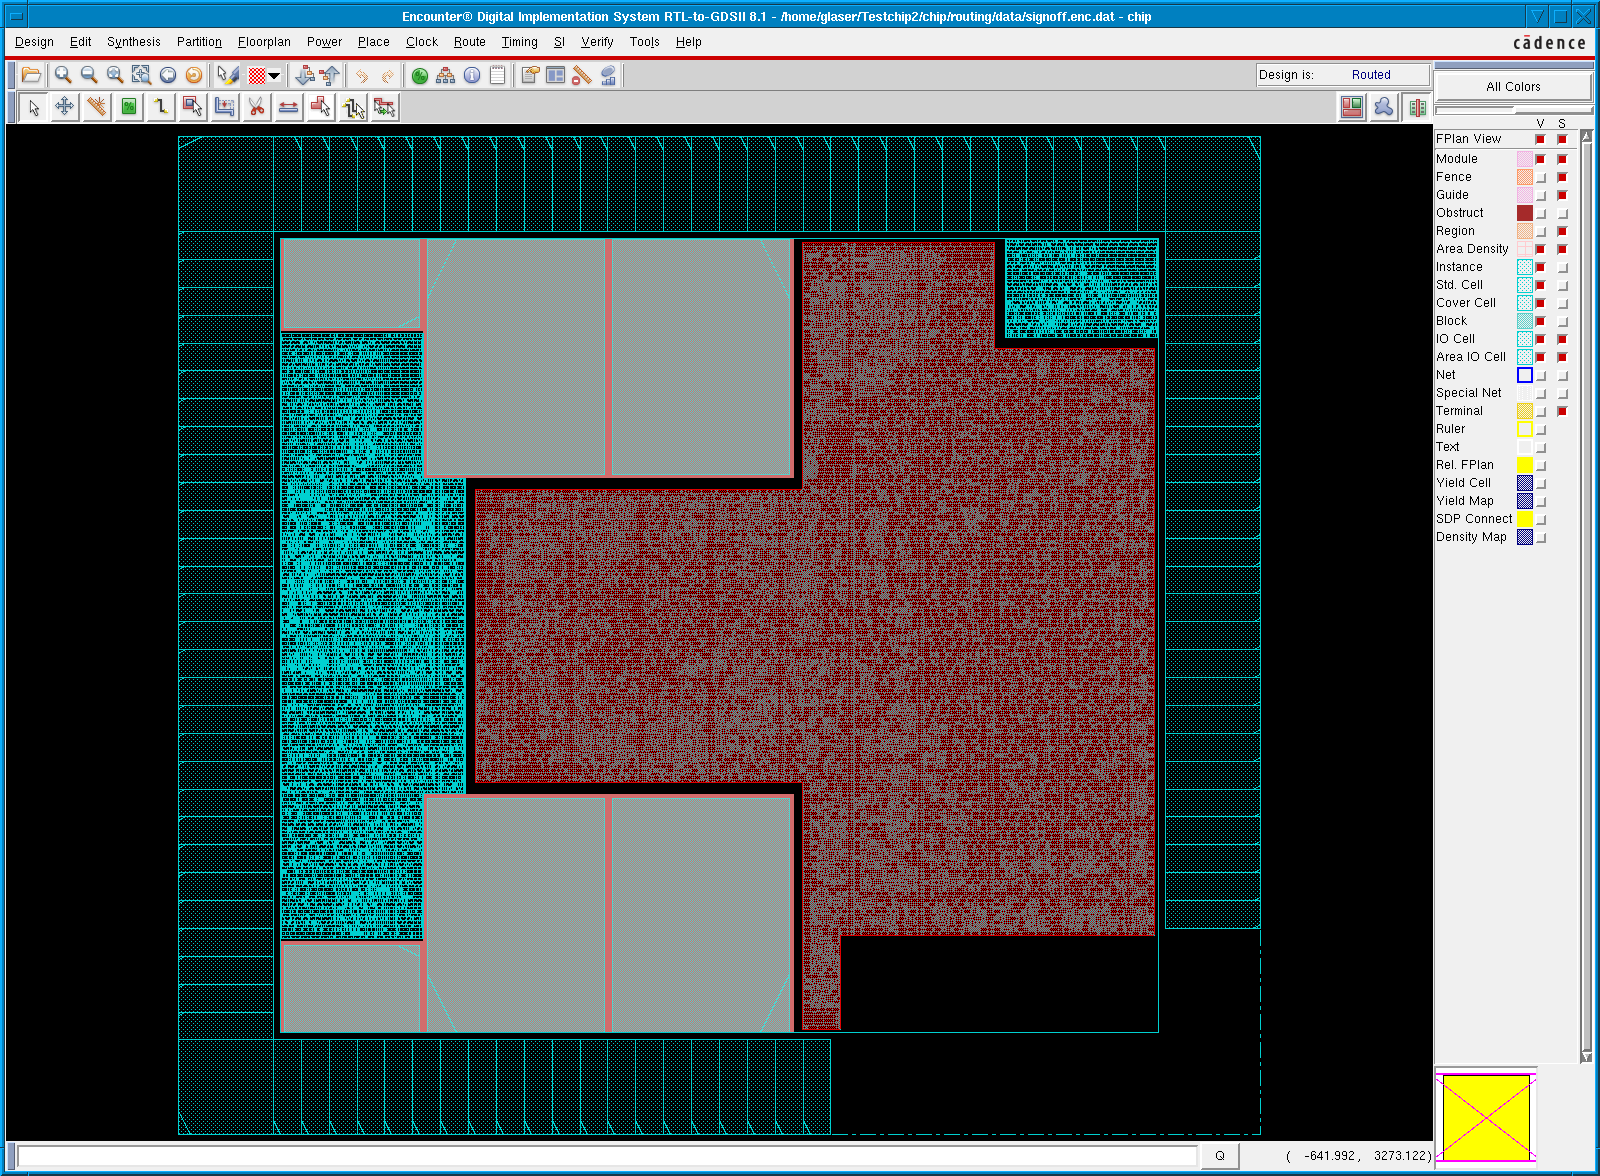 Encounter® Digital Implementation System RTL-to-GDSII 8.1 - /home/glaser/Testchip2/chip/routing/data/signoff.enc.dat - chip
Design Edit Synthesis Partition Floorplan Power Place Clock Route Timing SI Verify Tools Help
cādence
Design is: Routed
All Colors
V S
FPlan View
Module
Fence
Guide
Obstruct
Region
Area Density
Instance
Std. Cell
Cover Cell
Block
IO Cell
Area IO Cell
Net
Special Net
Terminal
Ruler
Text
Rel. FPlan
Yield Cell
Yield Map
SDP Connect
Density Map
Q
( -641.992, 3273.122)